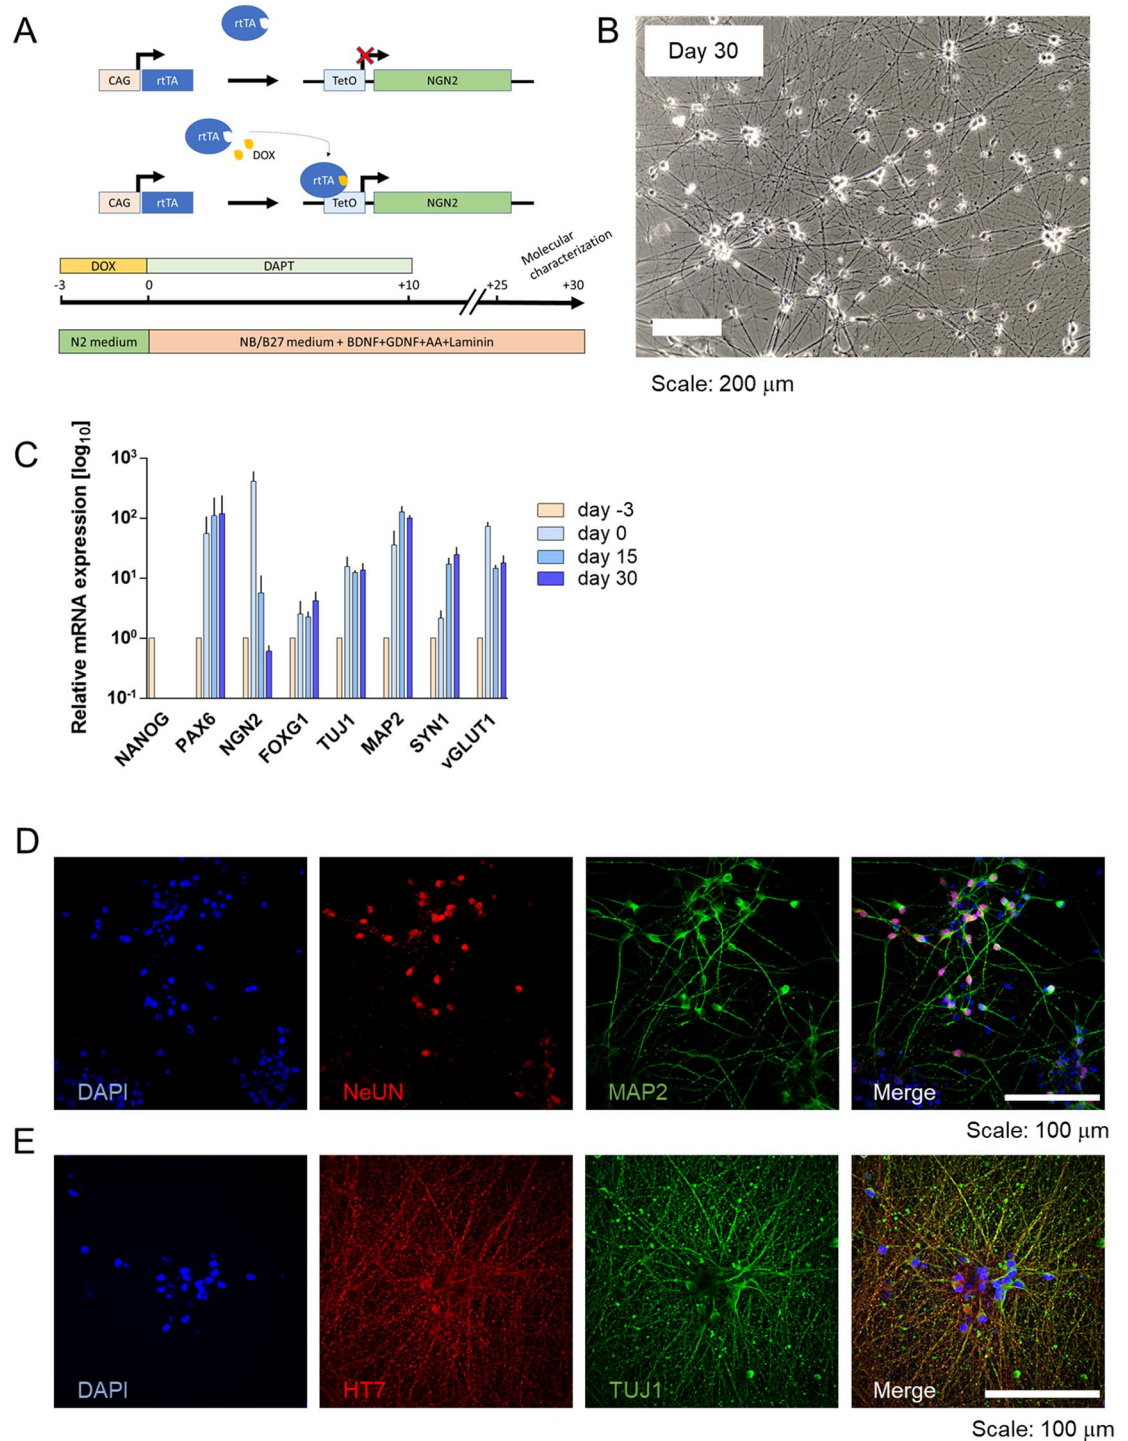 A
rtTA
CAG
rtTA
TetO
NGN2
rtTA
DOX
rtTA
CAG
rtTA
TetO
NGN2
Molecular
characterization
DOX
DAPT
-3
0
+10
+25
+30
N2 medium
NB/B27 medium + BDNF+GDNF+AA+Laminin
B
Day 30
Scale: 200 μm
C
Relative mRNA expression [log10]
10³
10²
10¹
10⁰
10⁻¹
NANOG
PAX6
NGN2
FOXG1
TUJ1
MAP2
SYN1
vGLUT1
day -3
day 0
day 15
day 30
D
DAPI
NeUN
MAP2
Merge
Scale: 100 μm
E
DAPI
HT7
TUJ1
Merge
Scale: 100 μm